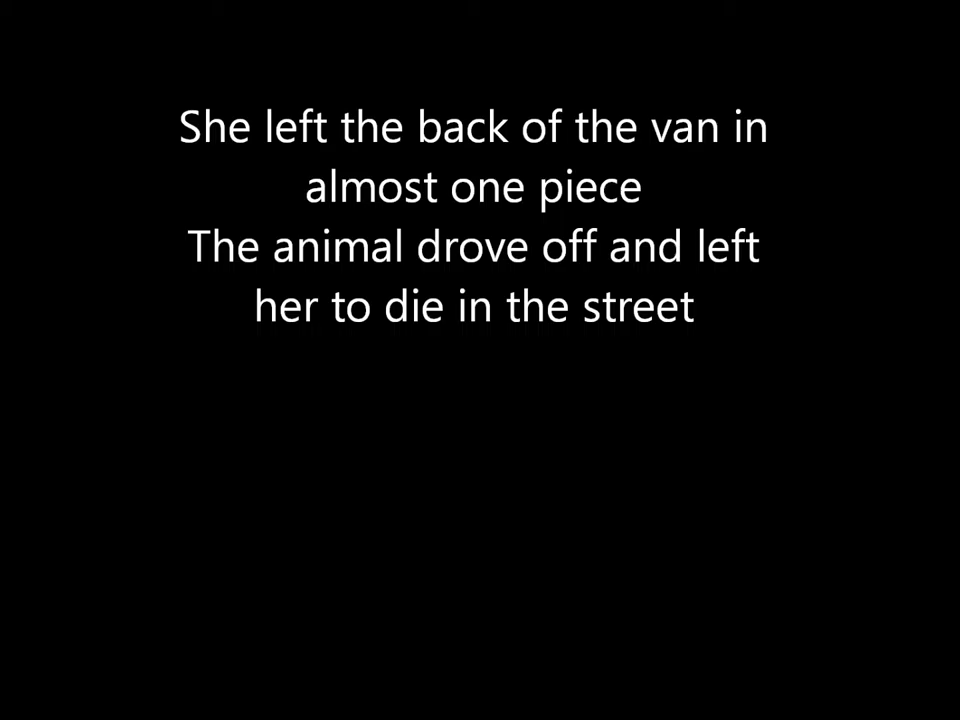 She left the back of the van in
almost one piece
The animal drove off and left
her to die in the street